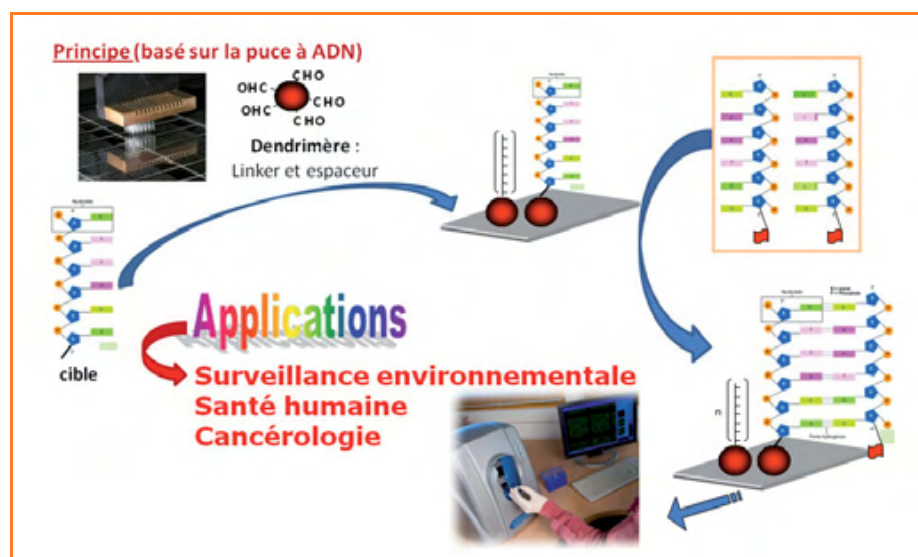 Principe (basé sur la puce à ADN)
CHO
OHC
CHO
OHC
CHO
Dendrimère :
Linker et espaceur
cible
Applications
Surveillance environnementale
Santé humaine
Cancérologie
n